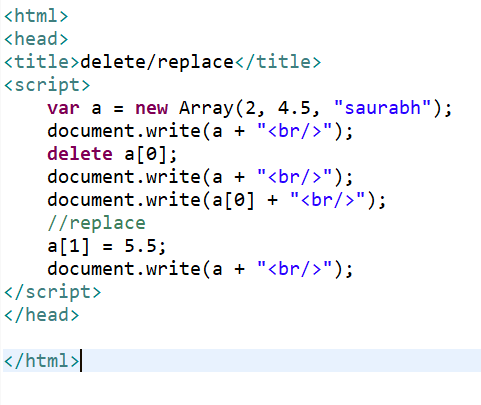 <html>
<head>
<title>delete/replace</title>
<script>
    var a = new Array(2, 4.5, "saurabh");
    document.write(a + "<br/>");
    delete a[0];
    document.write(a + "<br/>");
    document.write(a[0] + "<br/>");
    //replace
    a[1] = 5.5;
    document.write(a + "<br/>");
</script>
</head>

</html>